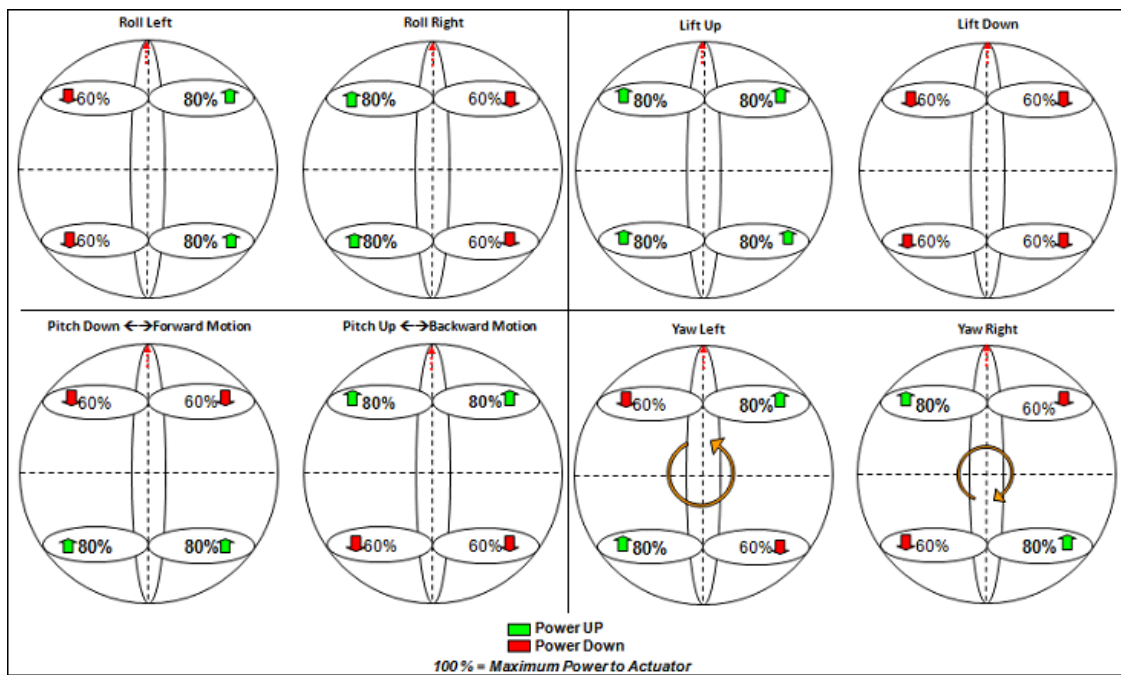 Roll Left Roll Right Lift Up Lift Down
60% 80% 80% 60% 80% 80% 60% 60%
60% 80% 80% 60% 80% 80% 60% 60%
Pitch Down ←→Forward Motion Pitch Up ←→Backward Motion Yaw Left Yaw Right
60% 60% 80% 80% 60% 80% 80% 60%
80% 80% 60% 60% 80% 60% 60% 80%
Power UP
Power Down
100 % = Maximum Power to Actuator